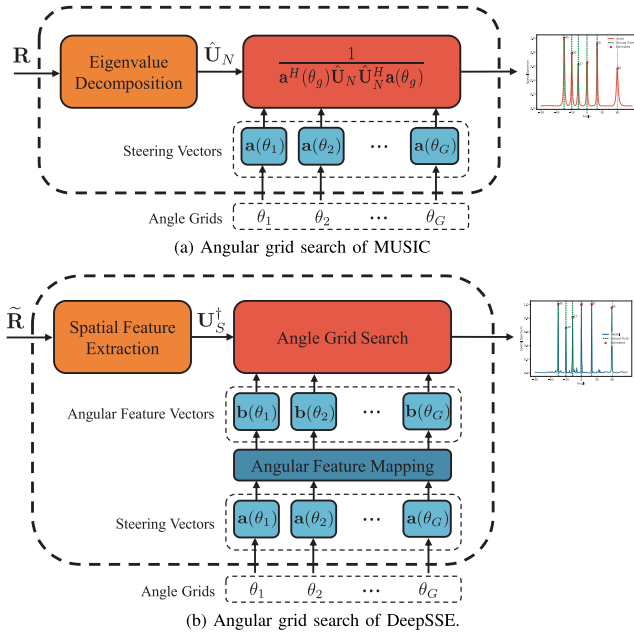 R
Eigenvalue
Decomposition
Û_N
1
a^H(θ_g)Û_N Û_N^H a(θ_g)
Steering Vectors
a(θ_1) a(θ_2) ... a(θ_G)
Angle Grids
θ_1 θ_2 ... θ_G
(a) Angular grid search of MUSIC
R̃
Spatial Feature
Extraction
U_S^†
Angle Grid Search
Angular Feature Vectors
b(θ_1) b(θ_2) ... b(θ_G)
Angular Feature Mapping
Steering Vectors
a(θ_1) a(θ_2) ... a(θ_G)
Angle Grids
θ_1 θ_2 ... θ_G
(b) Angular grid search of DeepSSE.